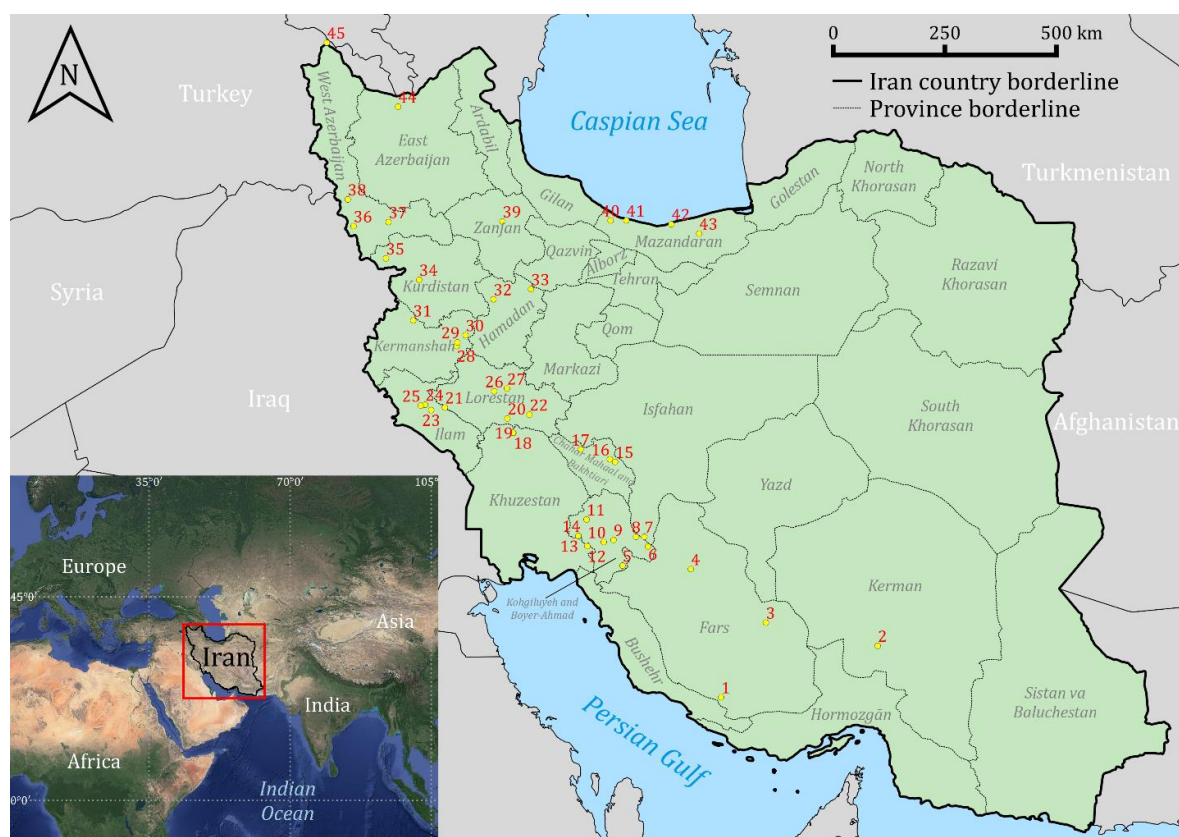 45
0
250
500 km
N
Turkey
44
West Azerbaijan
Ardabil
Caspian Sea
Iran country borderline
Province borderline
East
Azerbaijan
Turkmenistan
North
Khorasan
Golestan
38
36
37
39
Zanjan
Gilan
40
41
42
43
Mazandaran
35
Qazvin
Alborz
Tehran
Semnan
Razavi
Khorasan
34
Kurdistan
32
33
Syria
31
30
29
28
Kermanshah
Hamadan
Qom
Markazi
Iraq
26
27
Lorestan
25
24
21
23
Ilam
20
22
19
18
Isfahan
South
Khorasan
Afghanistan
17
16
15
Chahar Mahaal and
Bakhtiari
Khuzestan
Yazd
11
14
10
9
8
7
13
12
5
6
4
Kohgiluyeh and
Boyer-Ahmad
Kerman
3
2
Fars
Bushehr
1
Hormozgān
Sistan va
Baluchestan
Persian Gulf
35°0'
70°0'
105°0'
Europe
45°0'
Asia
Iran
India
Africa
Indian
Ocean
0°0'